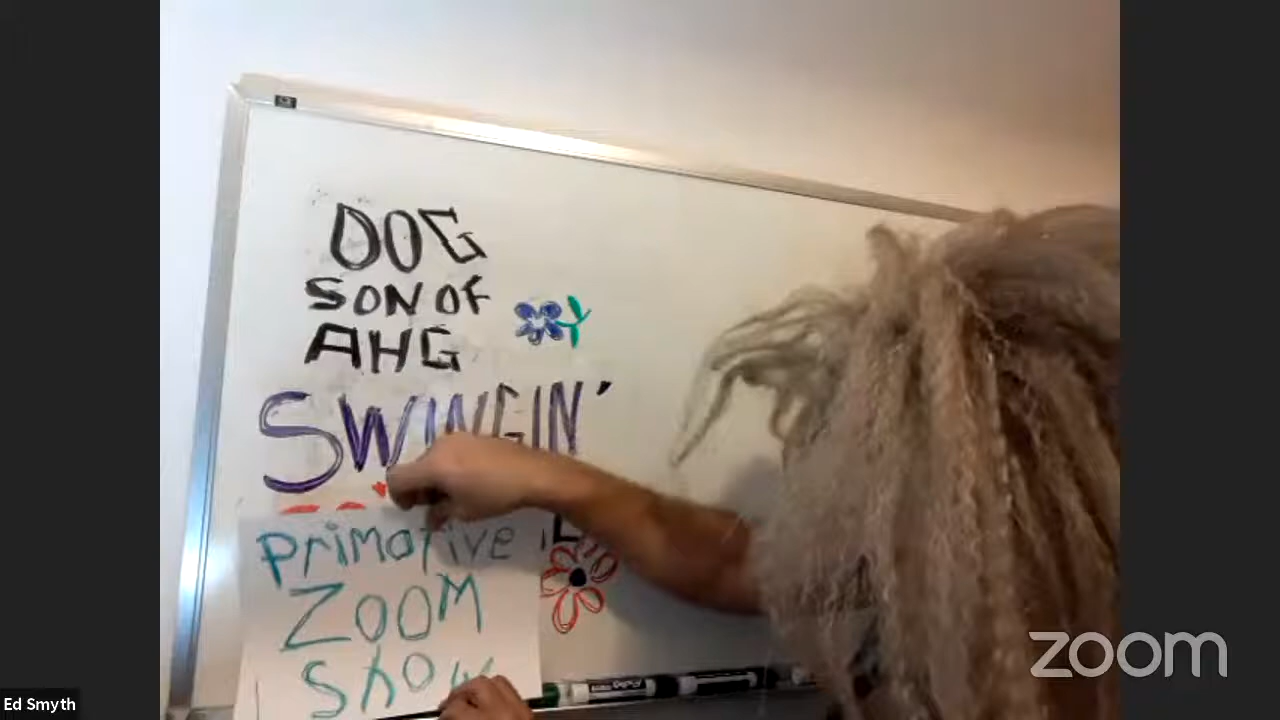 DOG
SON OF
AHG
SWINGIN'
primative
ZOOM
show
zoom
Ed Smyth